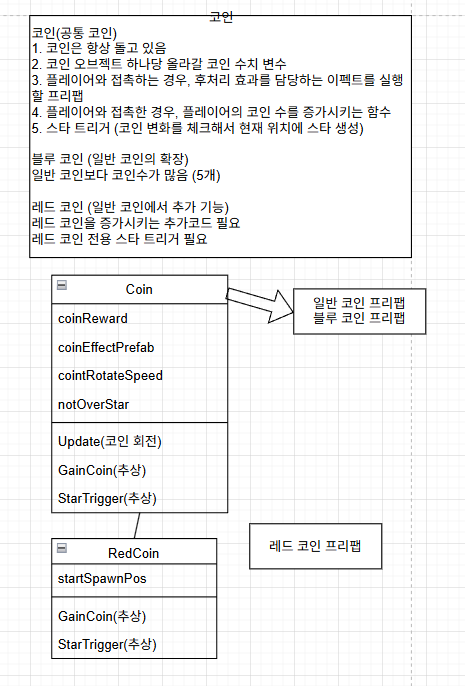 코인
코인(공통 코인)
1. 코인은 항상 돌고 있음
2. 코인 오브젝트 하나당 올라갈 코인 수치 변수
3. 플레이어와 접촉하는 경우, 후처리 효과를 담당하는 이펙트를 실행
할 프리팹
4. 플레이어와 접촉한 경우, 플레이어의 코인 수를 증가시키는 함수
5. 스타 트리거 (코인 변화를 체크해서 현재 위치에 스타 생성)
블루 코인 (일반 코인의 확장)
일반 코인보다 코인수가 많음 (5개)
레드 코인 (일반 코인에서 추가 기능)
레드 코인을 증가시키는 추가코드 필요
레드 코인 전용 스타 트리거 필요
Coin
coinReward
coinEffectPrefab
cointRotateSpeed
notOverStar
Update(코인 회전)
GainCoin(추상)
StarTrigger(추상)
일반 코인 프리팹
블루 코인 프리팹
RedCoin
startSpawnPos
GainCoin(추상)
StarTrigger(추상)
레드 코인 프리팹